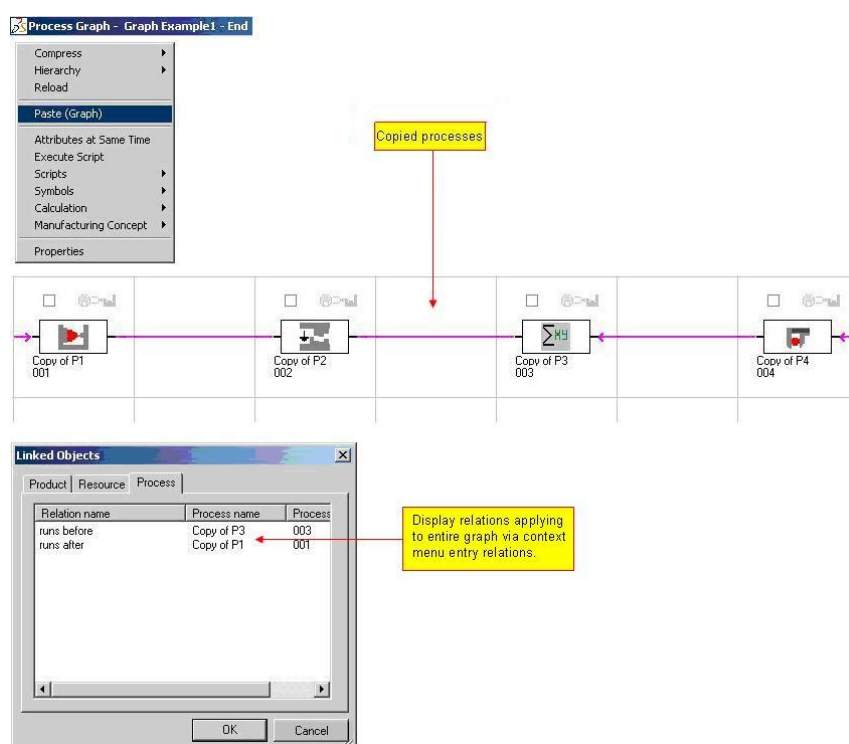 Process Graph - Graph Example1 - End
Compress
Hierarchy
Reload
Paste (Graph)
Attributes at Same Time
Execute Script
Scripts
Symbols
Calculation
Manufacturing Concept
Properties
Copied processes
Σxy
Copy of P1
001
Copy of P2
002
Copy of P3
003
Copy of P4
004
Linked Objects
Product Resource Process
Relation name Process name Process
runs before Copy of P3 003
runs after Copy of P1 001
Display relations applying
to entire graph via context
menu entry relations.
OK Cancel